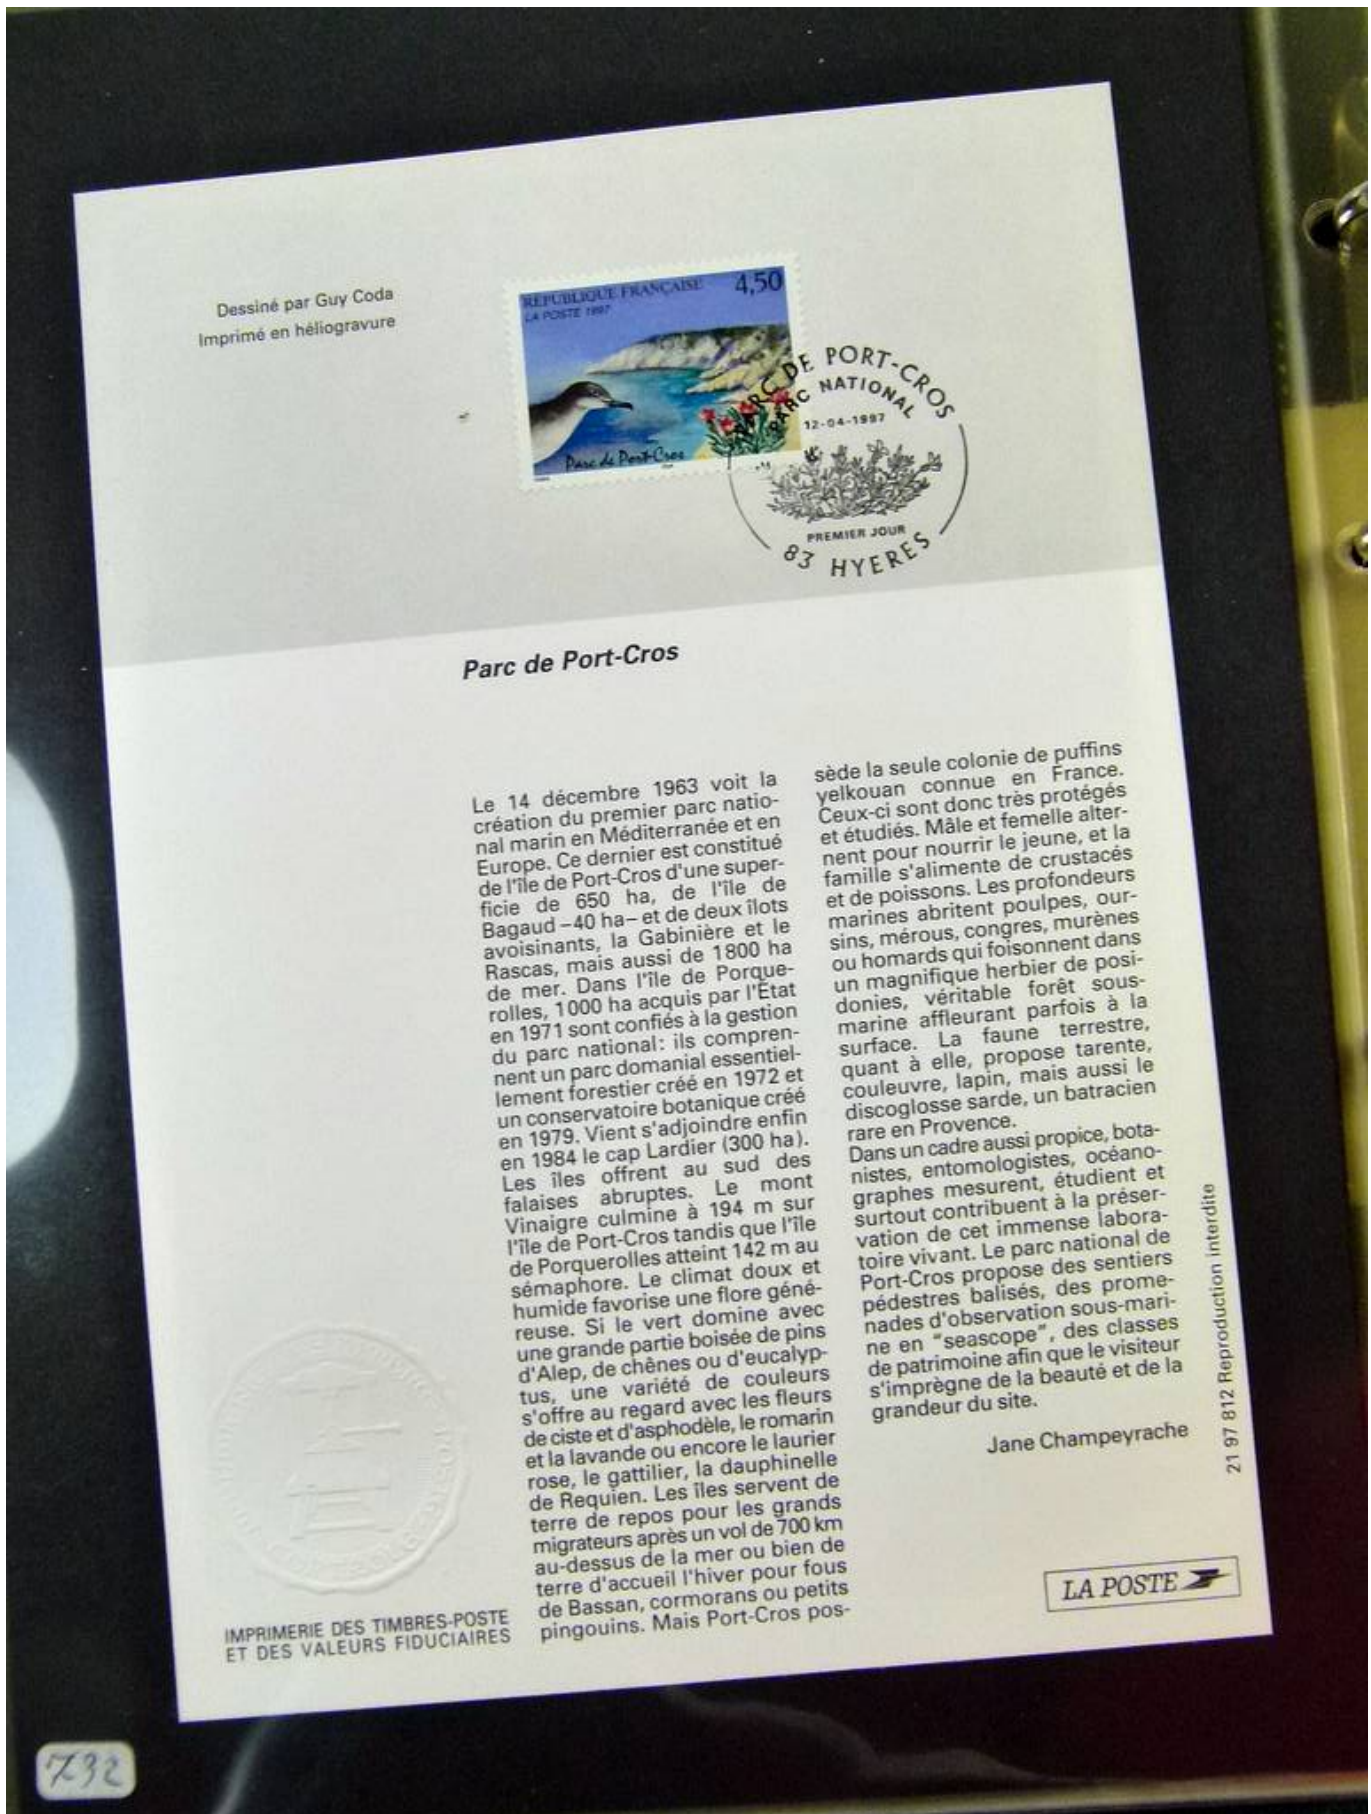 Dessiné par Guy Coda
Imprimé en héliogravure
REPUBLIQUE FRANÇAISE 4,50
LA POSTE 1997
Parc de Port-Cros
PARC DE PORT-CROS
PARC NATIONAL
12-04-1997
PREMIER JOUR
83 HYERES
Parc de Port-Cros
Le 14 décembre 1963 voit la
création du premier parc natio-
nal marin en Méditerranée et en
Europe. Ce dernier est constitué
de l'île de Port-Cros d'une super-
ficie de 650 ha, de l'île de
Bagaud –40 ha– et de deux îlots
avoisinants, la Gabinière et le
Rascas, mais aussi de 1800 ha
de mer. Dans l'île de Porque-
rolles, 1000 ha acquis par l'État
en 1971 sont confiés à la gestion
du parc national: ils compren-
nent un parc domanial essentiel-
lement forestier créé en 1972 et
un conservatoire botanique créé
en 1979. Vient s'adjoindre enfin
en 1984 le cap Lardier (300 ha).
Les îles offrent au sud des
falaises abruptes. Le mont
Vinaigre culmine à 194 m sur
l'île de Port-Cros tandis que l'île
de Porquerolles atteint 142 m au
sémaphore. Le climat doux et
humide favorise une flore géné-
reuse. Si le vert domine avec
une grande partie boisée de pins
d'Alep, de chênes ou d'eucalyp-
tus, une variété de couleurs
s'offre au regard avec les fleurs
de ciste et d'asphodèle, le romarin
et la lavande ou encore le laurier
rose, le gattilier, la dauphinelle
de Requien. Les îles servent de
terre de repos pour les grands
migrateurs après un vol de 700 km
au-dessus de la mer ou bien de
terre d'accueil l'hiver pour fous
de Bassan, cormorans ou petits
pingouins. Mais Port-Cros pos-
sède la seule colonie de puffins
yelkouan connue en France.
Ceux-ci sont donc très protégés
et étudiés. Mâle et femelle alter-
nent pour nourrir le jeune, et la
famille s'alimente de crustacés
et de poissons. Les profondeurs
marines abritent poulpes, our-
sins, mérous, congres, murènes
ou homards qui foisonnent dans
un magnifique herbier de posi-
donies, véritable forêt sous-
marine affleurant parfois à la
surface. La faune terrestre,
quant à elle, propose tarente,
couleuvre, lapin, mais aussi le
discoglosse sarde, un batracien
rare en Provence.
Dans un cadre aussi propice, bota-
nistes, entomologistes, océano-
graphes mesurent, étudient et
surtout contribuent à la préser-
vation de cet immense labora-
toire vivant. Le parc national de
Port-Cros propose des sentiers
pédestres balisés, des prome-
nades d'observation sous-mari-
ne en "seascope", des classes
de patrimoine afin que le visiteur
s'imprègne de la beauté et de la
grandeur du site.
Jane Champeyrache
21 97 812 Reproduction interdite
LA POSTE
IMPRIMERIE DES TIMBRES-POSTE
ET DES VALEURS FIDUCIAIRES
732